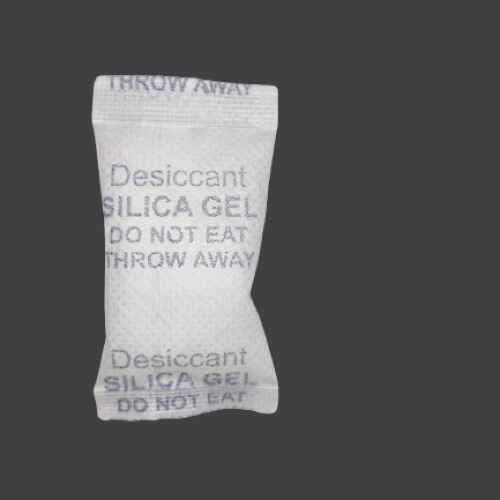 THROW AWAY
Desiccant
SILICA GEL
DO NOT EAT
THROW AWAY
Desiccant
SILICA GEL
DO NOT EAT